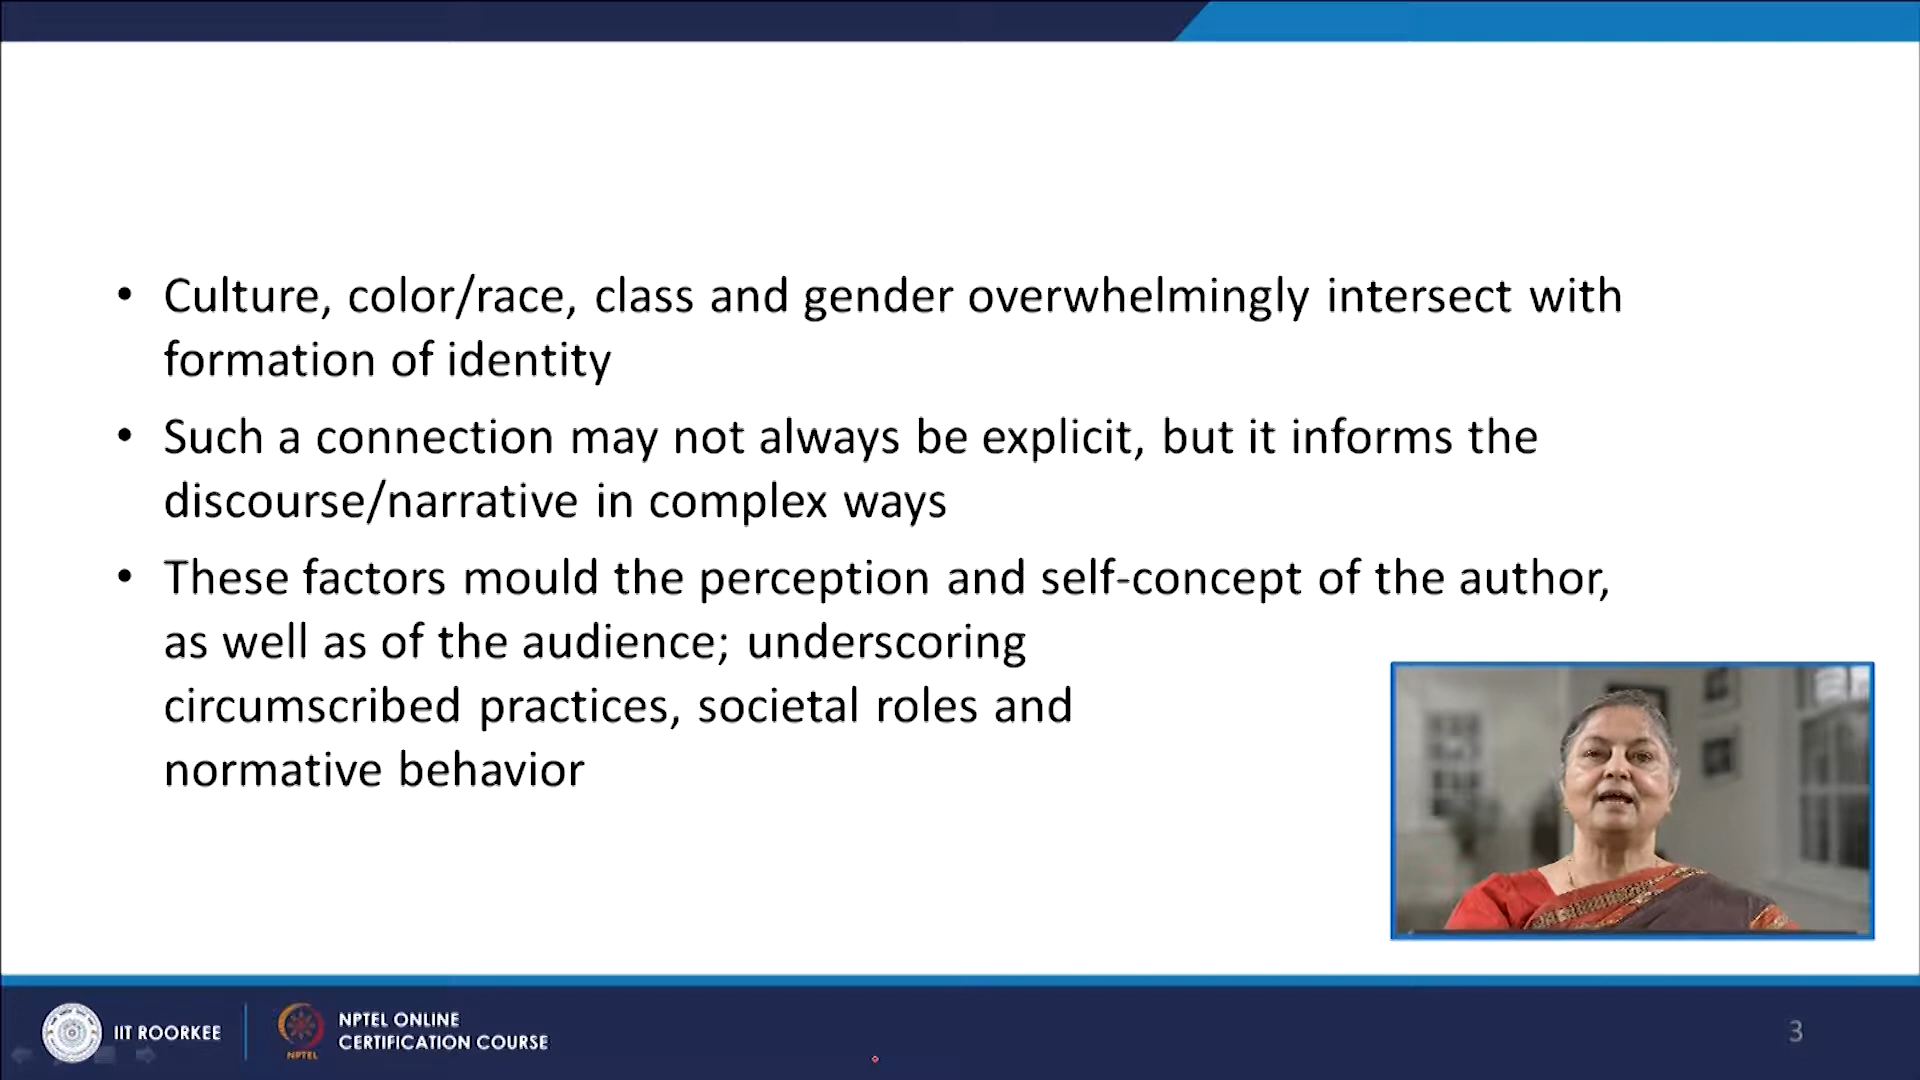 • Culture, color/race, class and gender overwhelmingly intersect with
formation of identity
• Such a connection may not always be explicit, but it informs the
discourse/narrative in complex ways
• These factors mould the perception and self-concept of the author,
as well as of the audience; underscoring
circumscribed practices, societal roles and
normative behavior
IIT ROORKEE
NPTEL
NPTEL ONLINE
CERTIFICATION COURSE
3